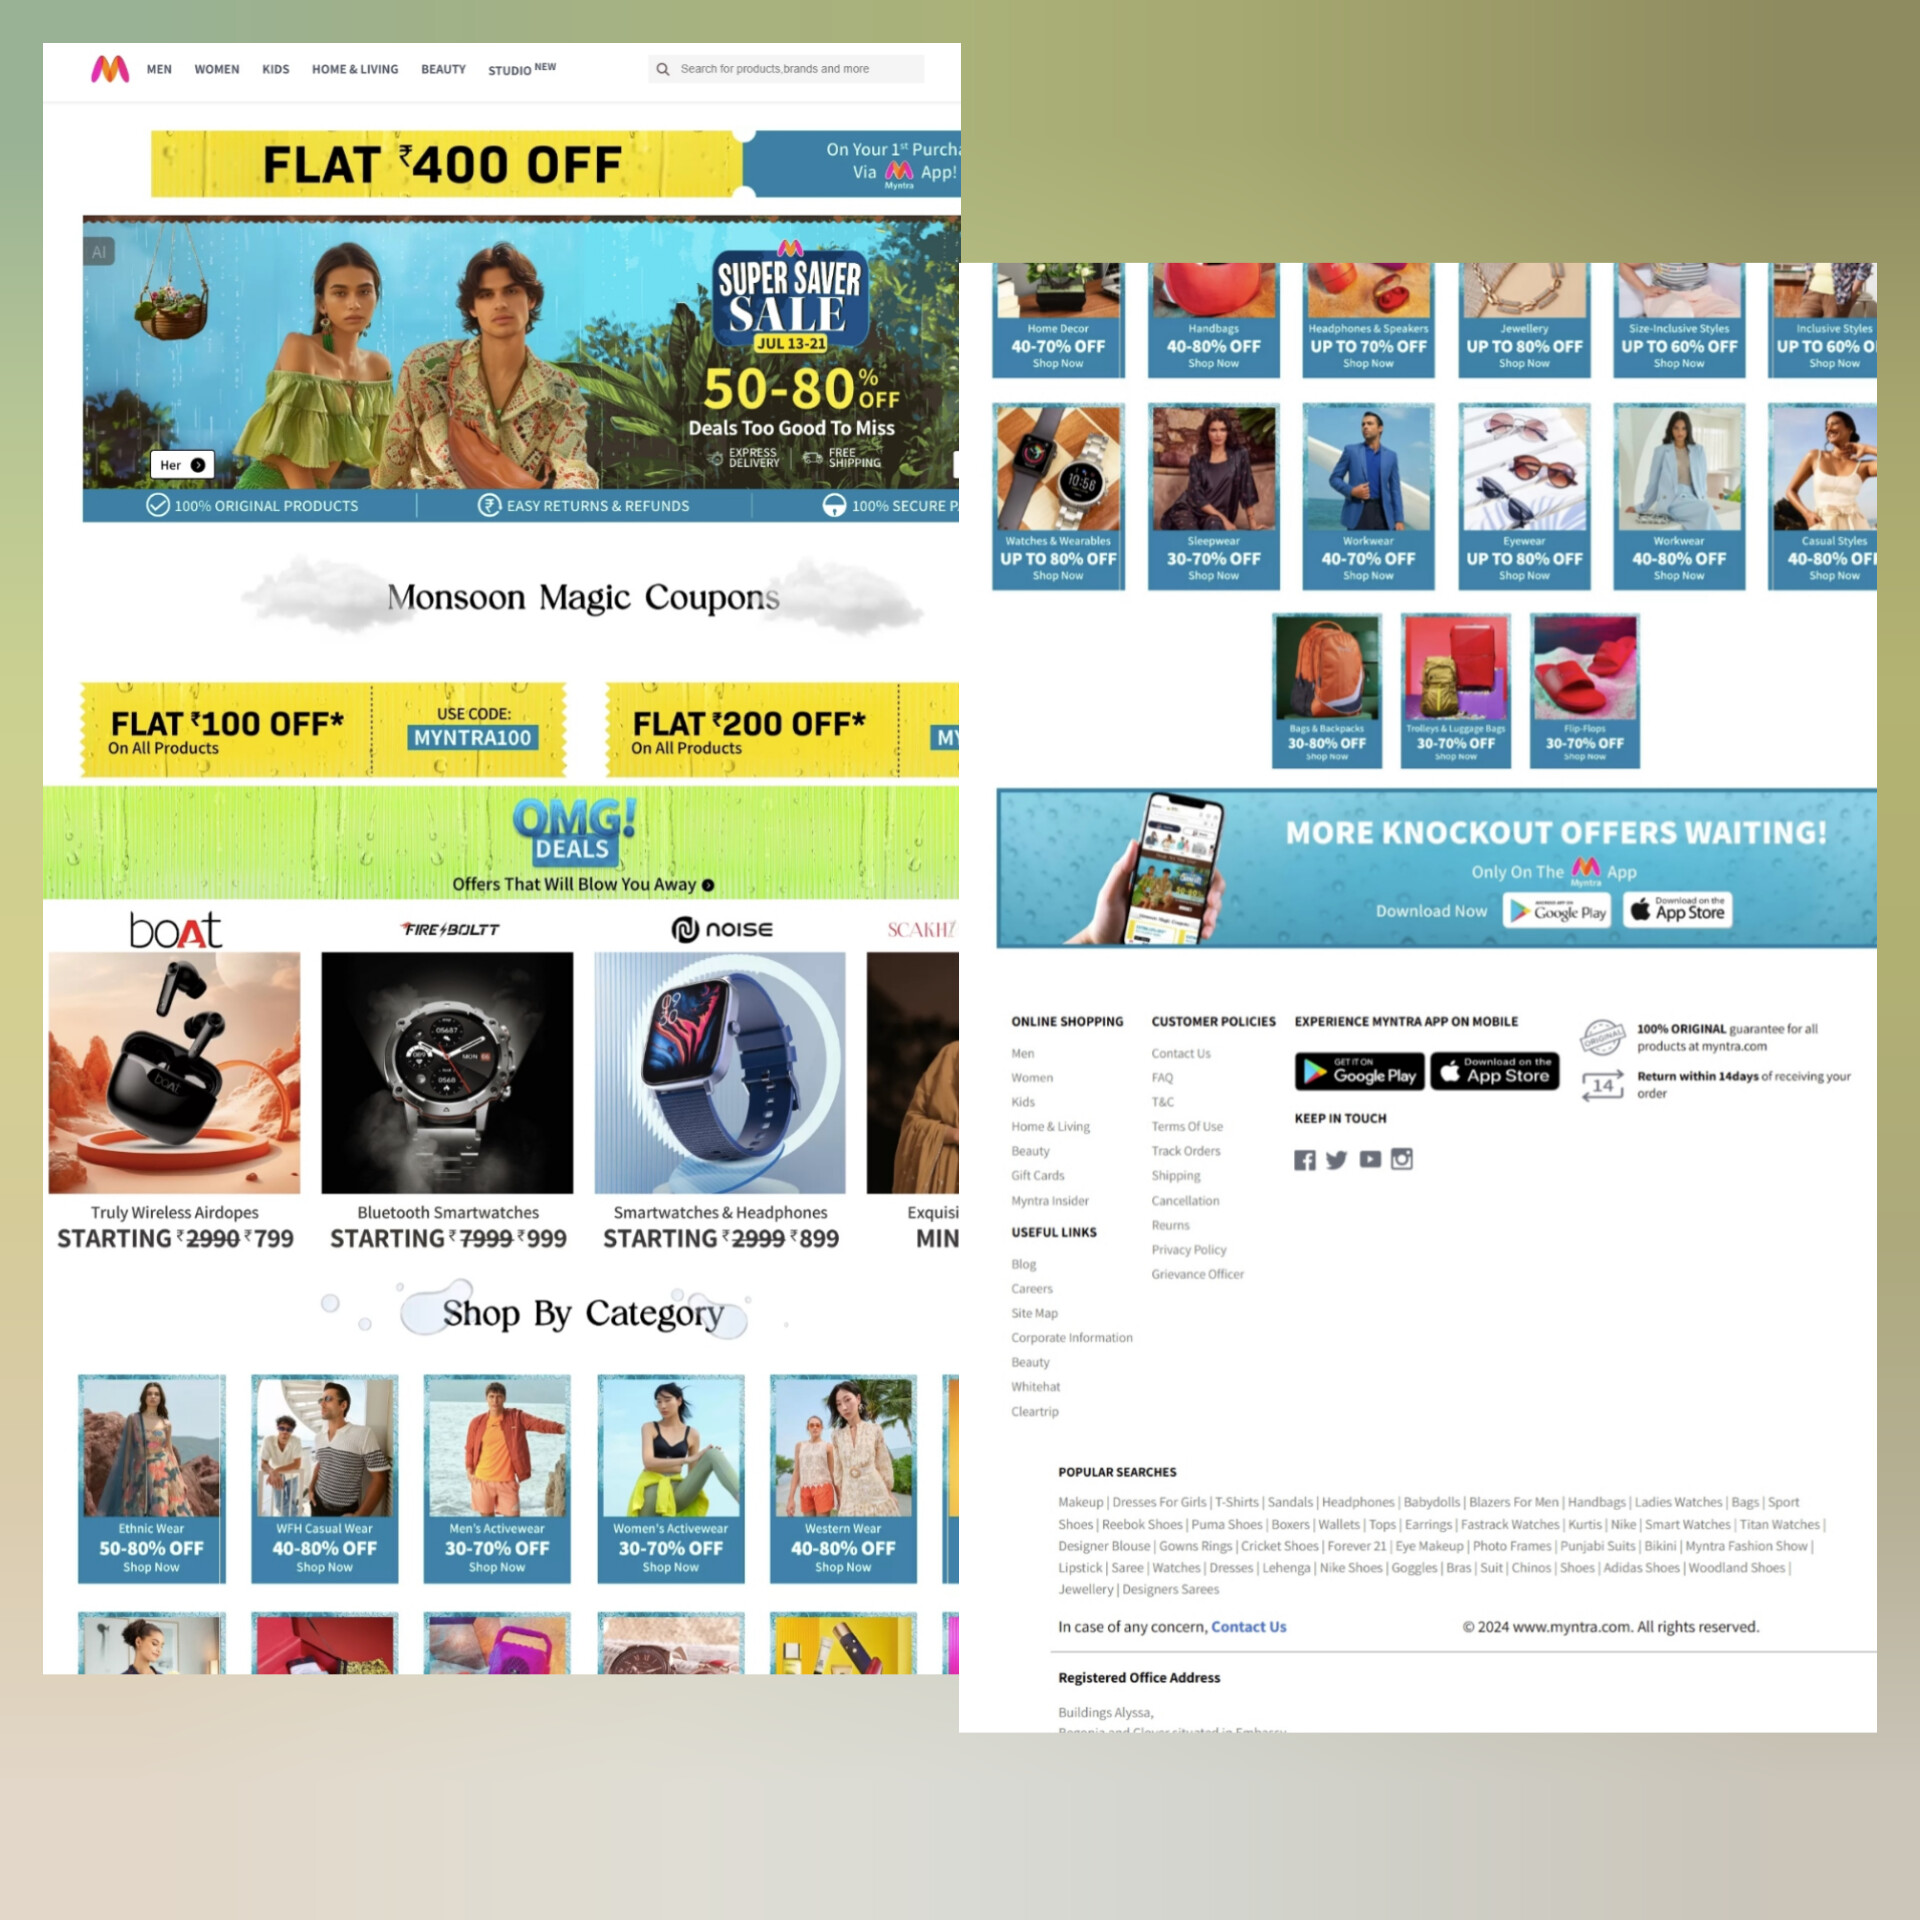 MEN WOMEN KIDS HOME & LIVING BEAUTY STUDIO NEW Search for products,brands and more
FLAT ₹400 OFF
On Your 1st Purch
Via Myntra App!
AI
SUPER SAVER
SALE
JUL 13-21
50-80% OFF
Deals Too Good To Miss
EXPRESS DELIVERY FREE SHIPPING
Her
100% ORIGINAL PRODUCTS EASY RETURNS & REFUNDS 100% SECURE P
Monsoon Magic Coupons
FLAT ₹100 OFF*
On All Products
USE CODE:
MYNTRA100
FLAT ₹200 OFF*
On All Products
MY
OMG!
DEALS
Offers That Will Blow You Away
boAt FIRE BOLTT NOISE SCAKHI
Truly Wireless Airdopes Bluetooth Smartwatches Smartwatches & Headphones Exquisi
STARTING ₹2990 ₹799 STARTING ₹7999 ₹999 STARTING ₹2999 ₹899 MIN
Shop By Category
Ethnic Wear WFH Casual Wear Men's Activewear Women's Activewear Western Wear
50-80% OFF 40-80% OFF 30-70% OFF 30-70% OFF 40-80% OFF
Shop Now Shop Now Shop Now Shop Now Shop Now
Home Decor Handbags Headphones & Speakers Jewellery Size-Inclusive Styles Inclusive Styles
40-70% OFF 40-80% OFF UP TO 70% OFF UP TO 80% OFF UP TO 60% OFF UP TO 60% O
Shop Now Shop Now Shop Now Shop Now Shop Now Shop Now
10:58
Watches & Wearables Sleepwear Workwear Eyewear Workwear Casual Styles
UP TO 80% OFF 30-70% OFF 40-70% OFF UP TO 80% OFF 40-80% OFF 40-80% OFF
Shop Now Shop Now Shop Now Shop Now Shop Now Shop Now
Bags & Backpacks Trolleys & Luggage Bags Flip-Flops
30-80% OFF 30-70% OFF 30-70% OFF
Shop Now Shop Now Shop Now
MORE KNOCKOUT OFFERS WAITING!
Only On The Myntra App
Download Now Google Play Download on the App Store
ONLINE SHOPPING
Men
Women
Kids
Home & Living
Beauty
Gift Cards
Myntra Insider
USEFUL LINKS
Blog
Careers
Site Map
Corporate Information
Beauty
Whitehat
Cleartrip
CUSTOMER POLICIES
Contact Us
FAQ
T&C
Terms Of Use
Track Orders
Shipping
Cancellation
Reurns
Privacy Policy
Grievance Officer
EXPERIENCE MYNTRA APP ON MOBILE
GET IT ON Google Play Download on the App Store
KEEP IN TOUCH
ORIGINAL
100% ORIGINAL guarantee for all
products at myntra.com
14
Return within 14days of receiving your
order
POPULAR SEARCHES
Makeup | Dresses For Girls | T-Shirts | Sandals | Headphones | Babydolls | Blazers For Men | Handbags | Ladies Watches | Bags | Sport
Shoes | Reebok Shoes | Puma Shoes | Boxers | Wallets | Tops | Earrings | Fastrack Watches | Kurtis | Nike | Smart Watches | Titan Watches |
Designer Blouse | Gowns Rings | Cricket Shoes | Forever 21 | Eye Makeup | Photo Frames | Punjabi Suits | Bikini | Myntra Fashion Show |
Lipstick | Saree | Watches | Dresses | Lehenga | Nike Shoes | Goggles | Bras | Suit | Chinos | Shoes | Adidas Shoes | Woodland Shoes |
Jewellery | Designers Sarees
In case of any concern, Contact Us © 2024 www.myntra.com. All rights reserved.
Registered Office Address
Buildings Alyssa,
Begonia and Clover situated in Embassy